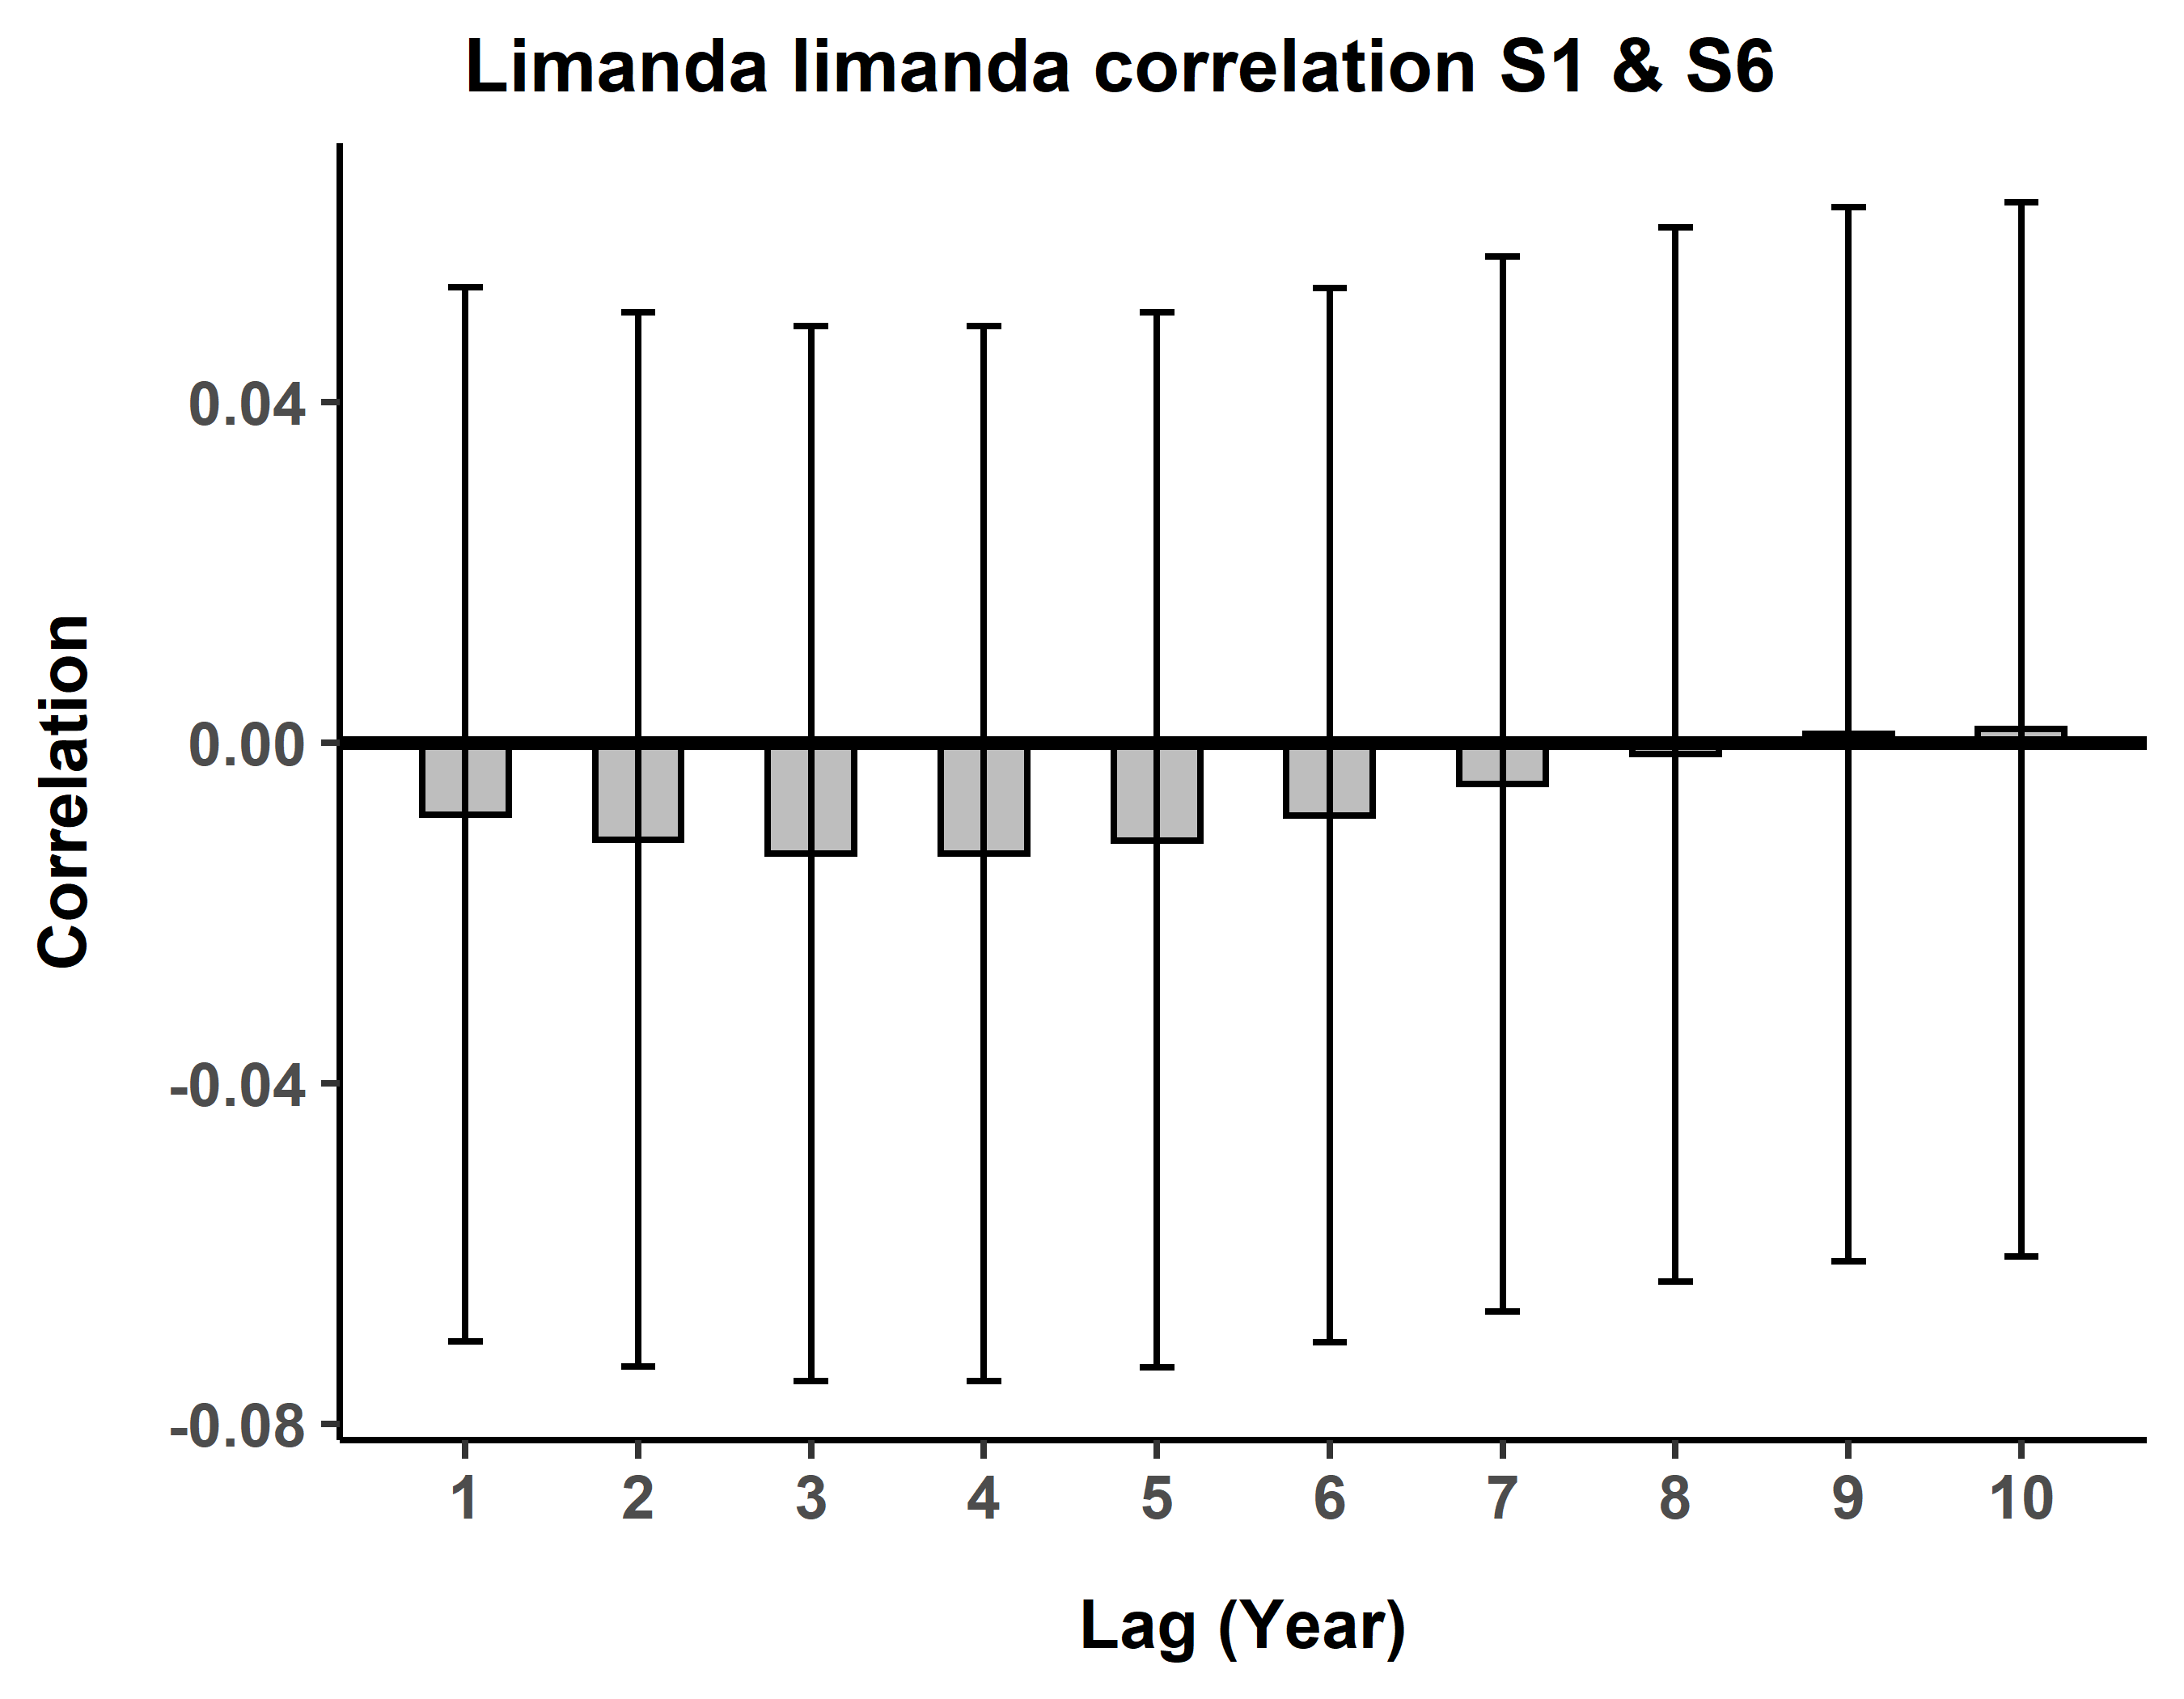 Limanda limanda correlation S1 & S6
Correlation
0.04
0.00
-0.04
-0.08
1 2 3 4 5 6 7 8 9 10
Lag (Year)